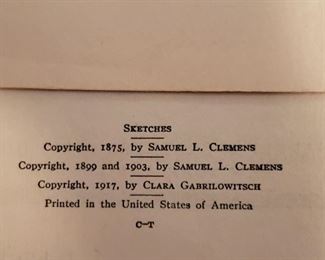 SKETCHES
Copyright, 1875, by SAMUEL L. CLEMENS
Copyright, 1899 and 1903, by SAMUEL L. CLEMENS
Copyright, 1917, by CLARA GABRILOWITSCH
Printed in the United States of America
C–T